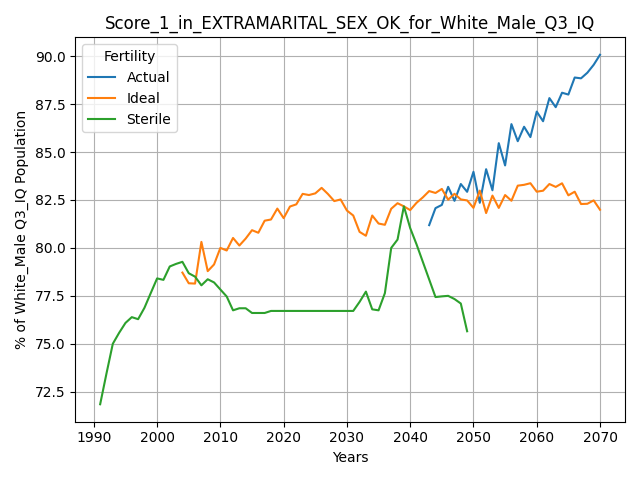 Score_1_in_EXTRAMARITAL_SEX_OK_for_White_Male_Q3_IQ
Fertility
Actual
Ideal
Sterile
% of White_Male Q3_IQ Population
90.0
87.5
85.0
82.5
80.0
77.5
75.0
72.5
1990 2000 2010 2020 2030 2040 2050 2060 2070
Years